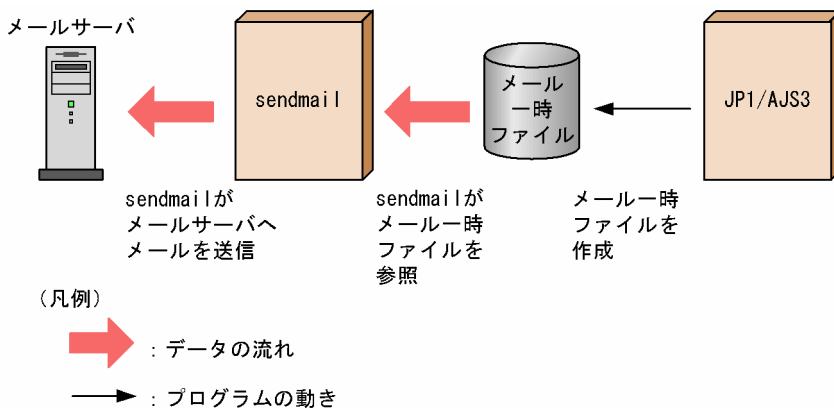 メールサーバ
sendmail
メール
一時
ファイル
JP1/AJS3
sendmailが
メールサーバへ
メールを送信
sendmailが
メール一時
ファイルを
参照
メール一時
ファイルを
作成
(凡例)
：データの流れ
：プログラムの動き